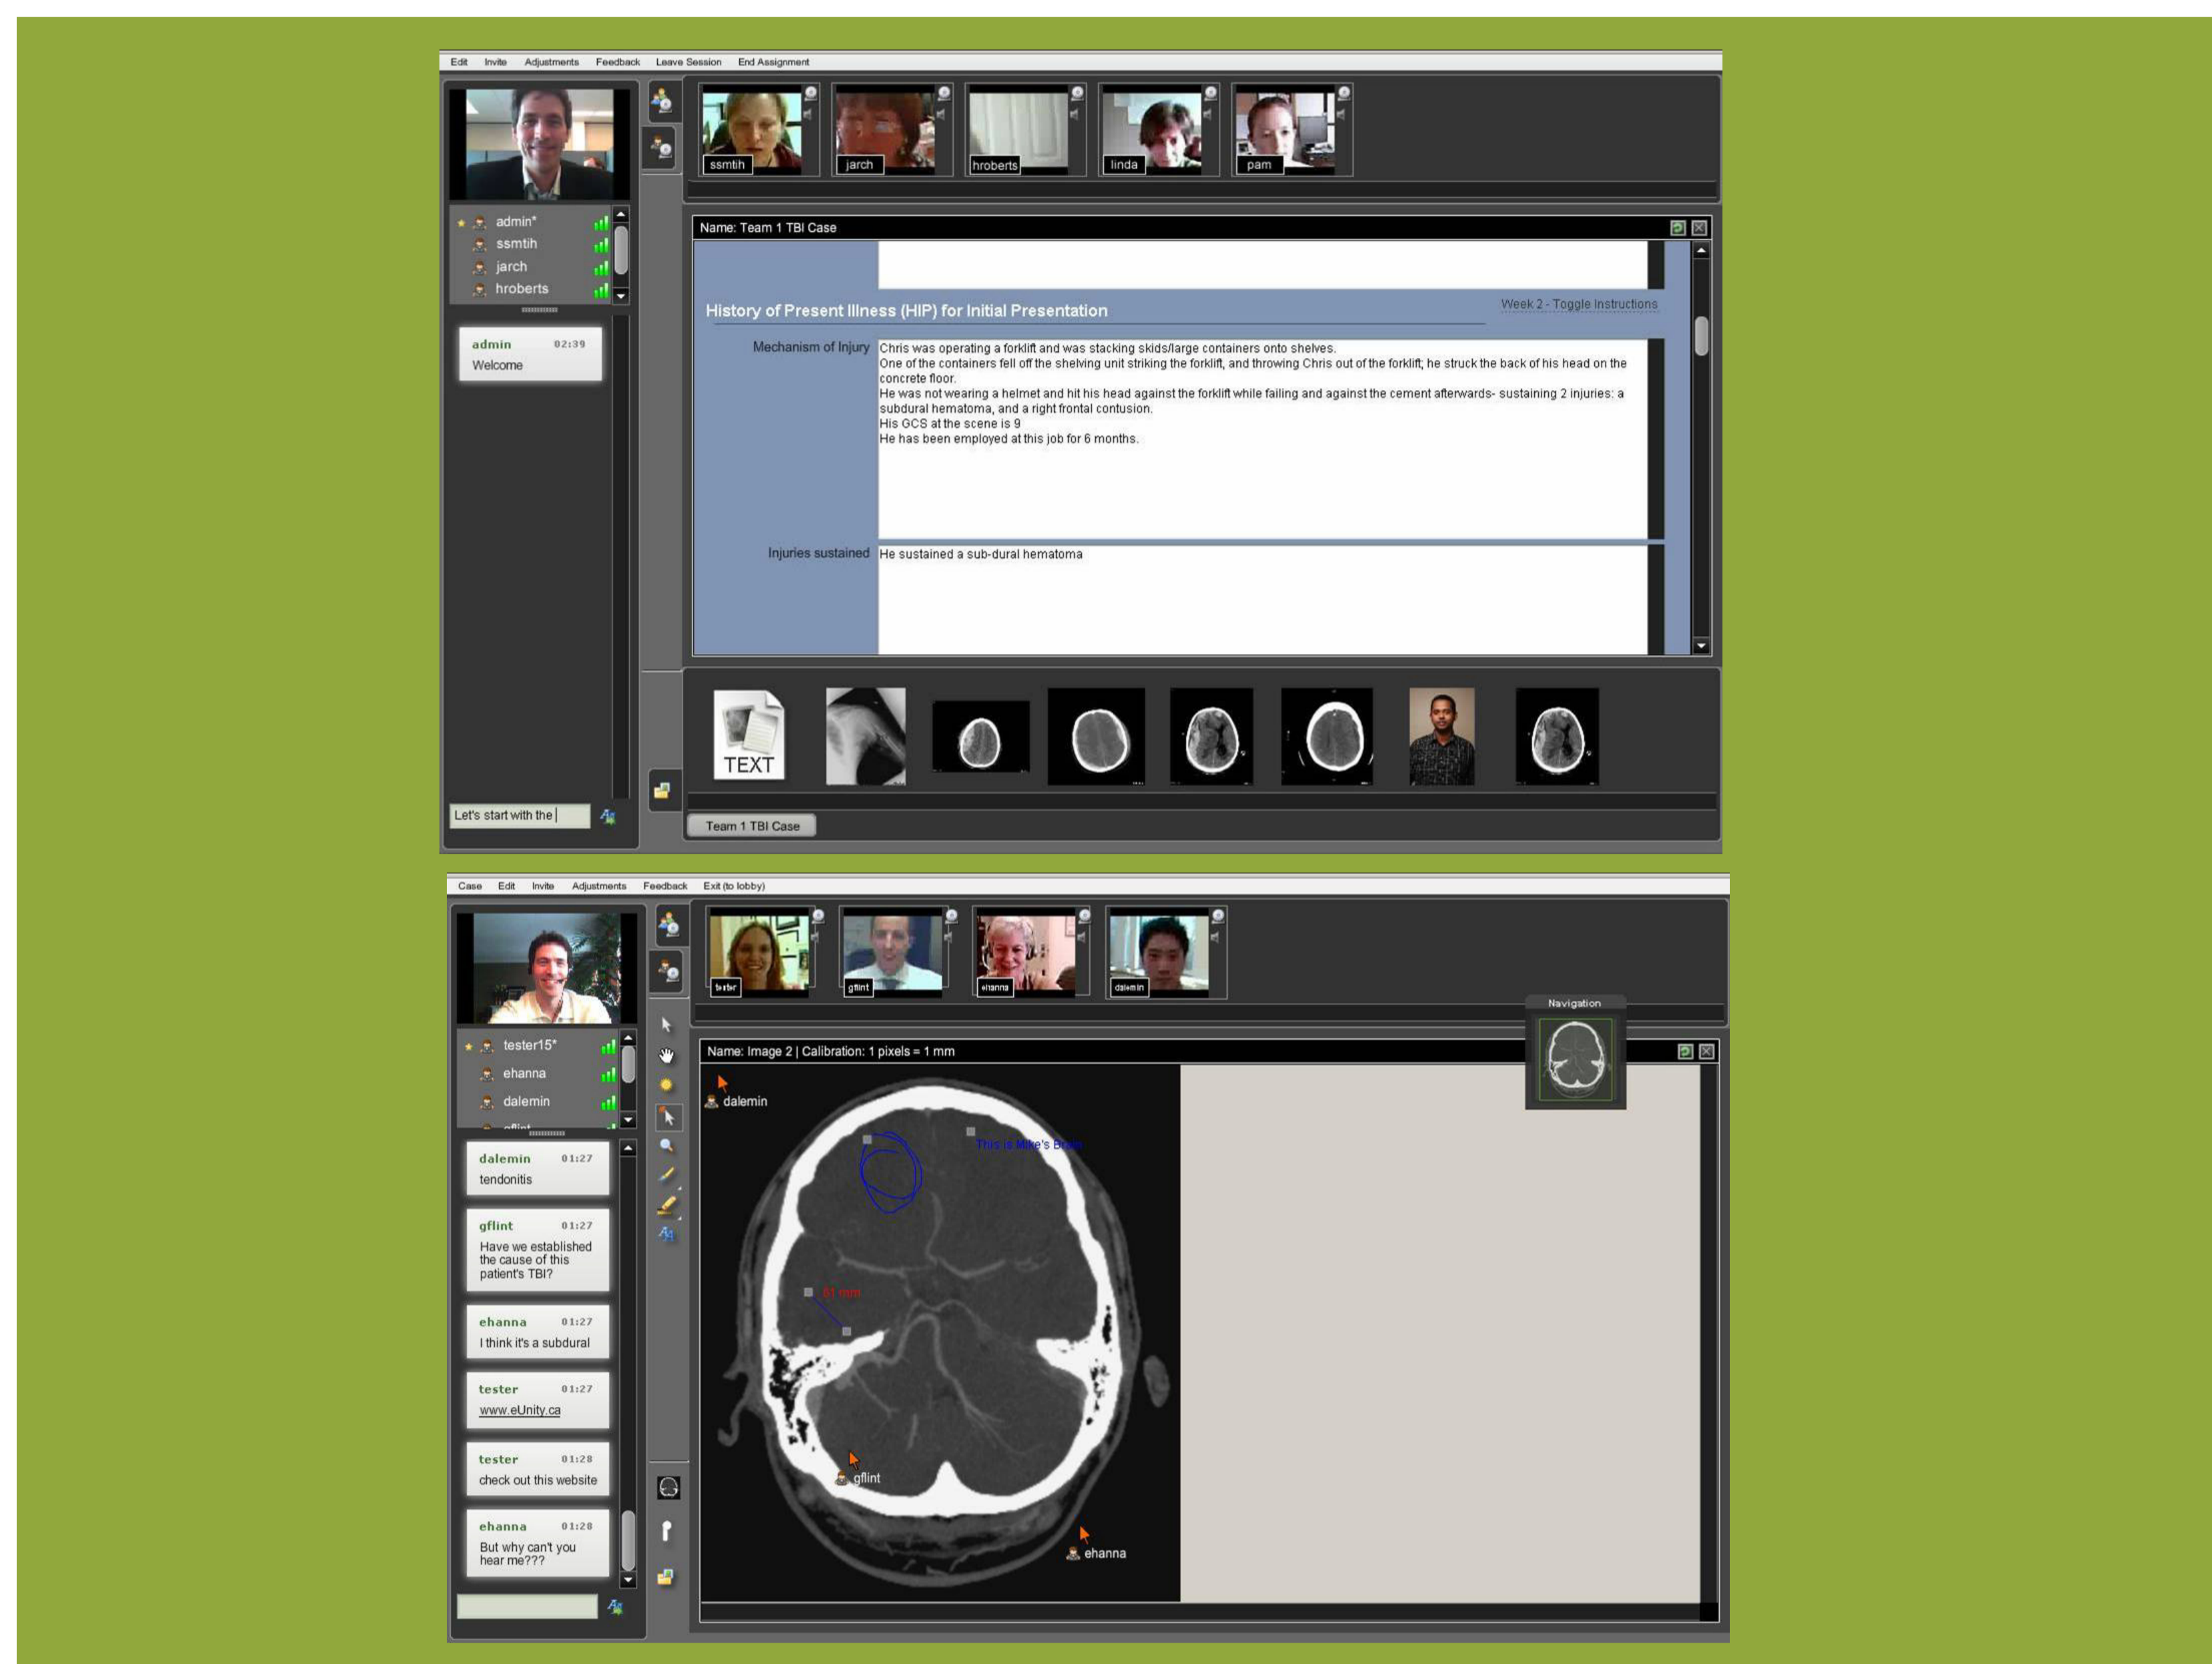 Edit Invite Adjustments Feedback Leave Session End Assignment
ssmtih jarch hroberts linda pam
admin*
ssmtih
jarch
hroberts
admin 02:39
Welcome
Let's start with the
Name: Team 1 TBI Case
History of Present Illness (HIP) for Initial Presentation
Week 2 - Toggle Instructions
Mechanism of Injury
Chris was operating a forklift and was stacking skids/large containers onto shelves.
One of the containers fell off the shelving unit striking the forklift, and throwing Chris out of the forklift; he struck the back of his head on the
concrete floor.
He was not wearing a helmet and hit his head against the forklift while failing and against the cement afterwards- sustaining 2 injuries: a
subdural hematoma, and a right frontal contusion.
His GCS at the scene is 9
He has been employed at this job for 6 months.
Injuries sustained
He sustained a sub-dural hematoma
TEXT
Team 1 TBI Case
Case Edit Invite Adjustments Feedback Exit (to lobby)
tester gflint ehanna dalemin
tester15*
ehanna
dalemin
gflint
dalemin 01:27
tendonitis
gflint 01:27
Have we established
the cause of this
patient's TBI?
ehanna 01:27
I think it's a subdural
tester 01:27
www.eUnity.ca
tester 01:28
check out this website
ehanna 01:28
But why can't you
hear me???
Navigation
Name: Image 2 | Calibration: 1 pixels = 1 mm
dalemin
This is Mike's Brain
51 mm
gflint
ehanna